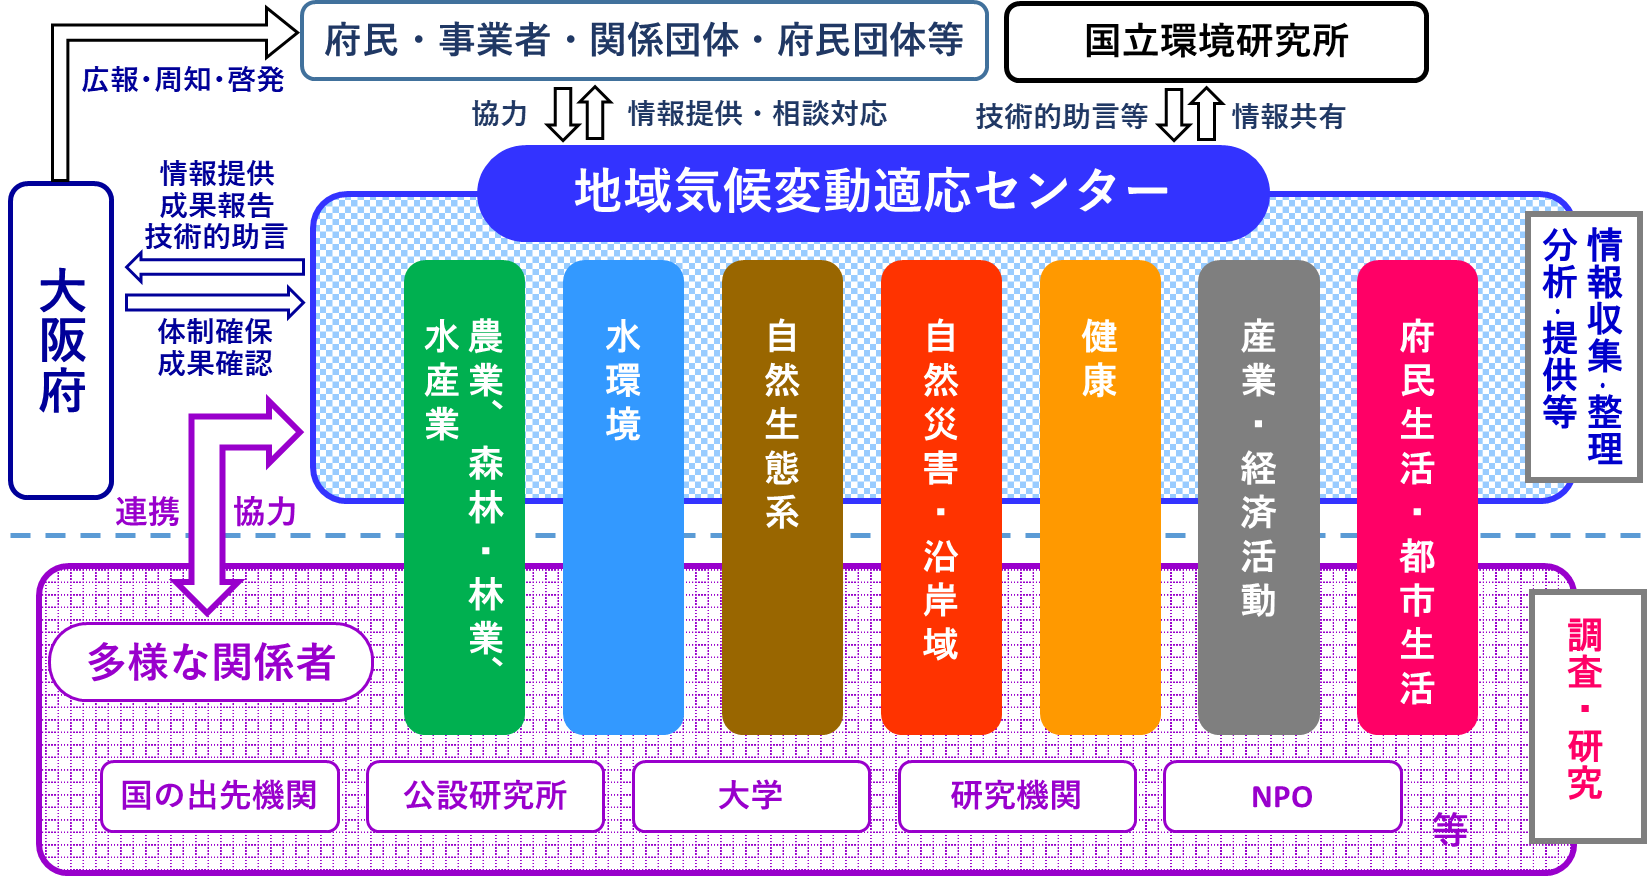 府民・事業者・関係団体・府民団体等
国立環境研究所
広報・周知・啓発
協力
情報提供・相談対応
技術的助言等
情報共有
地域気候変動適応センター
情報提供
成果報告
技術的助言
大阪府
体制確保
成果確認
情報収集・整理
分析・提供等
農業、森林・林業、
水産業
水環境
自然生態系
自然災害・沿岸域
健康
産業・経済活動
府民生活・都市生活
連携
協力
多様な関係者
調査・研究
国の出先機関
公設研究所
大学
研究機関
NPO
等